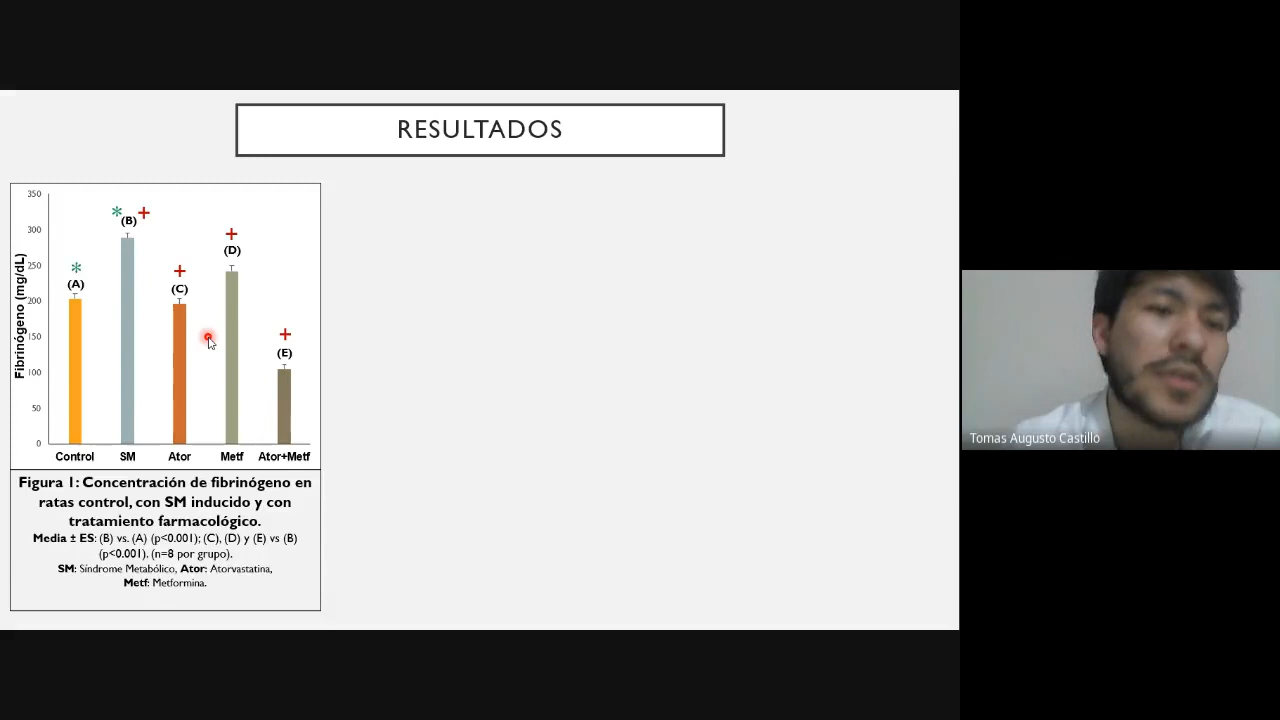 RESULTADOS
350
300
250
200
150
100
50
0
Fibrinógeno (mg/dL)
* (A)
* (B) +
+ (C)
+ (D)
+ (E)
Control SM Ator Metf Ator+Metf
Figura 1: Concentración de fibrinógeno en
ratas control, con SM inducido y con
tratamiento farmacológico.
Media ± ES: (B) vs. (A) (p<0.001); (C), (D) y (E) vs (B)
(p<0.001). (n=8 por grupo).
SM: Síndrome Metabólico, Ator: Atorvastatina,
Metf: Metformina.
Tomas Augusto Castillo